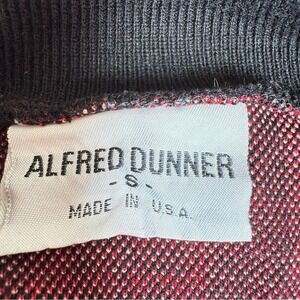 ALFRED DUNNER
- S -
MADE IN U.S.A.